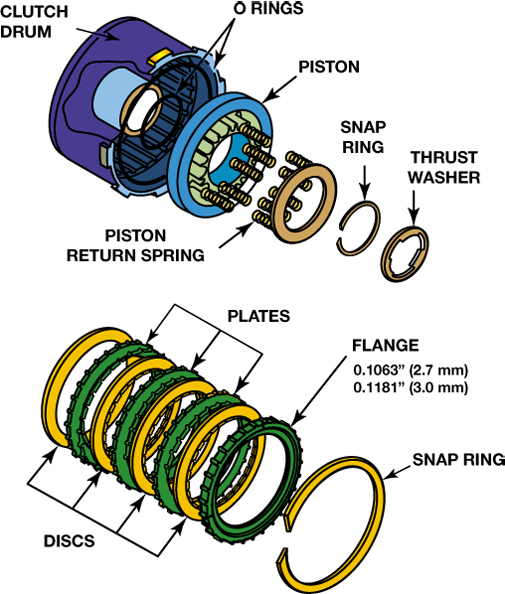 CLUTCH
DRUM
O RINGS
PISTON
SNAP
RING
THRUST
WASHER
PISTON
RETURN SPRING
PLATES
FLANGE
0.1063” (2.7 mm)
0.1181” (3.0 mm)
SNAP RING
DISCS